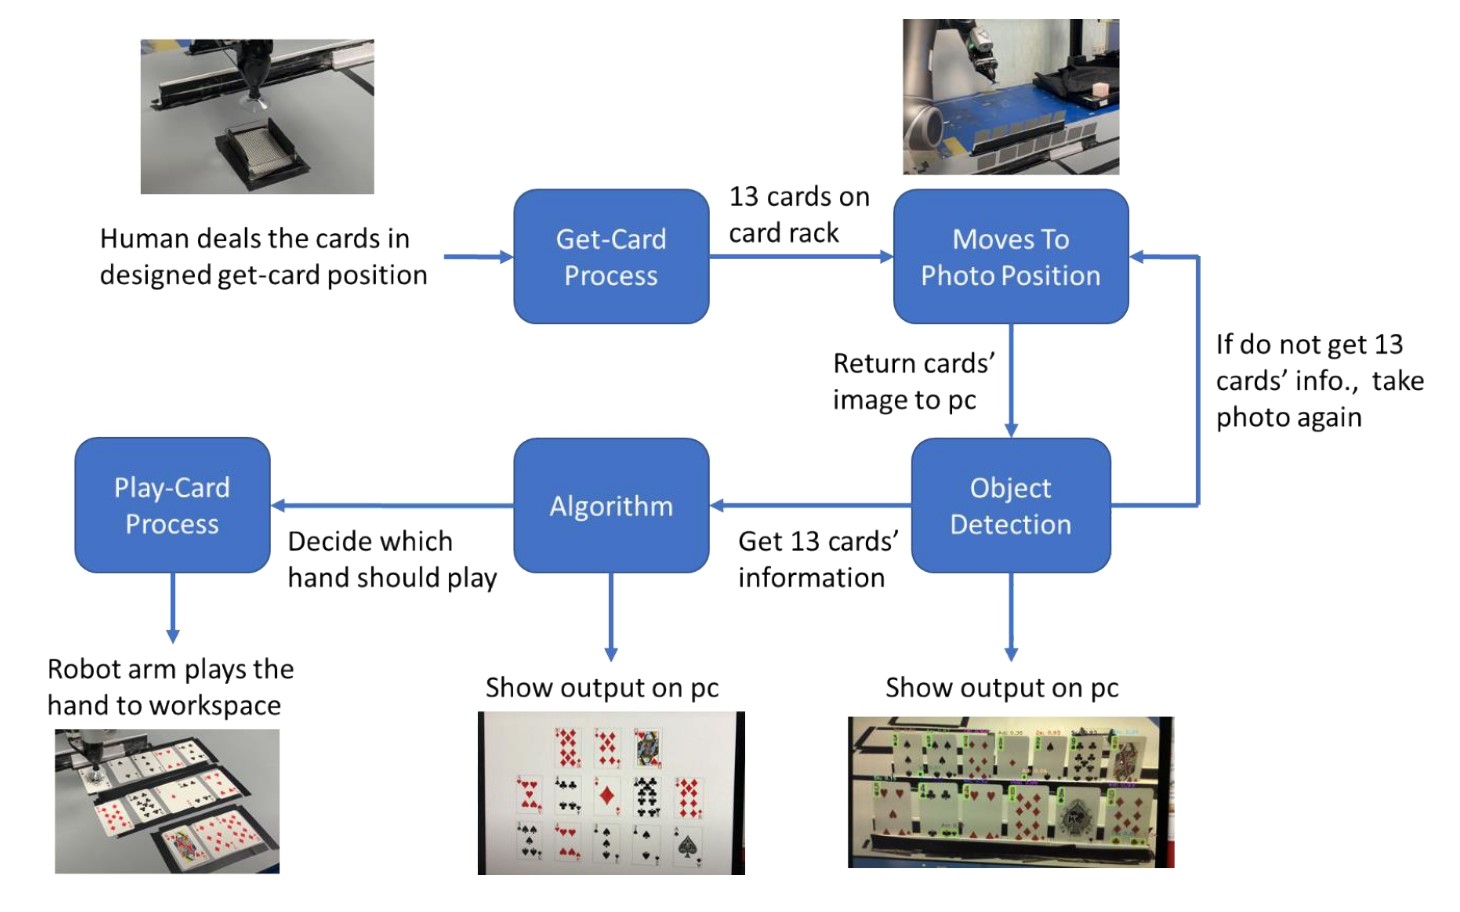 Human deals the cards in
designed get-card position
Get-Card
Process
13 cards on
card rack
Moves To
Photo Position
Return cards’
image to pc
If do not get 13
cards’ info.,  take
photo again
Play-Card
Process
Decide which
hand should play
Algorithm
Get 13 cards’
information
Object
Detection
Robot arm plays the
hand to workspace
Show output on pc
Show output on pc